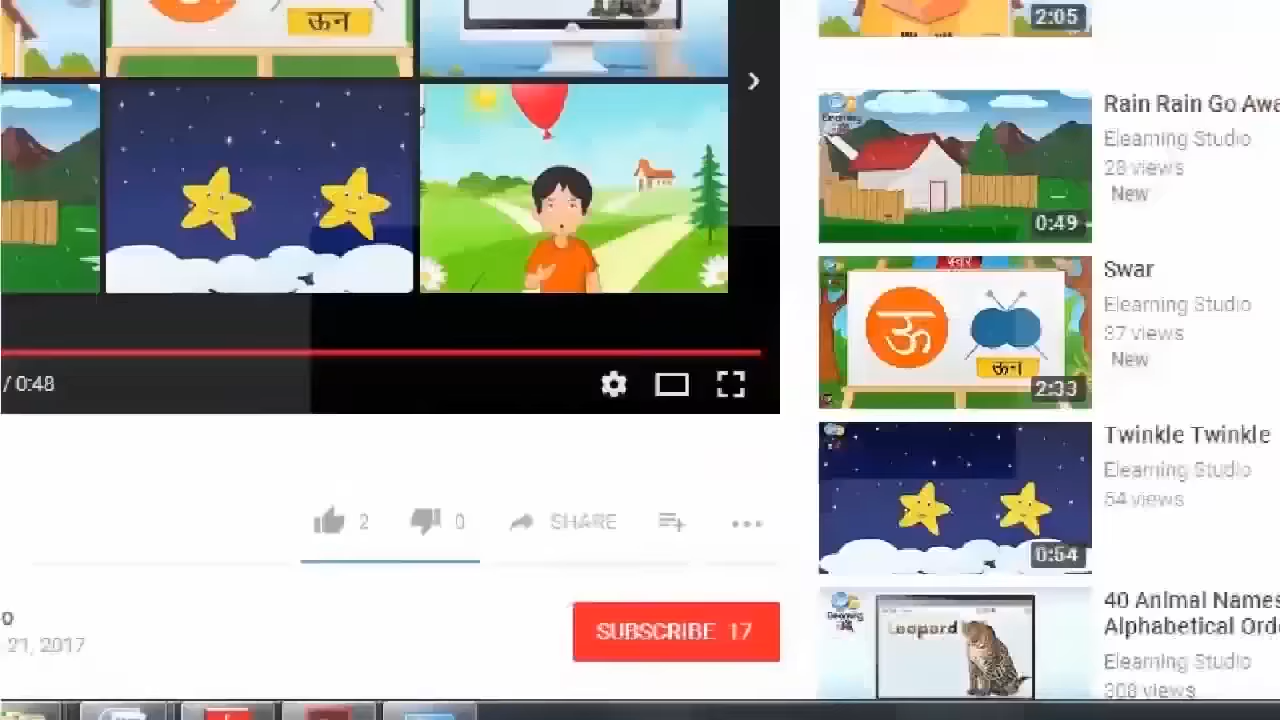 ऊन
/ 0:48
2
0
SHARE
21, 2017
SUBSCRIBE 17
2:05
Rain Rain Go Awa
Elearning Studio
28 views
New
0:49
Swar
Elearning Studio
37 views
New
स्वर
ऊ
ऊन
2:33
Twinkle Twinkle
Elearning Studio
54 views
0:54
40 Animal Names
Alphabetical Orde
Elearning Studio
308 views
Leopard